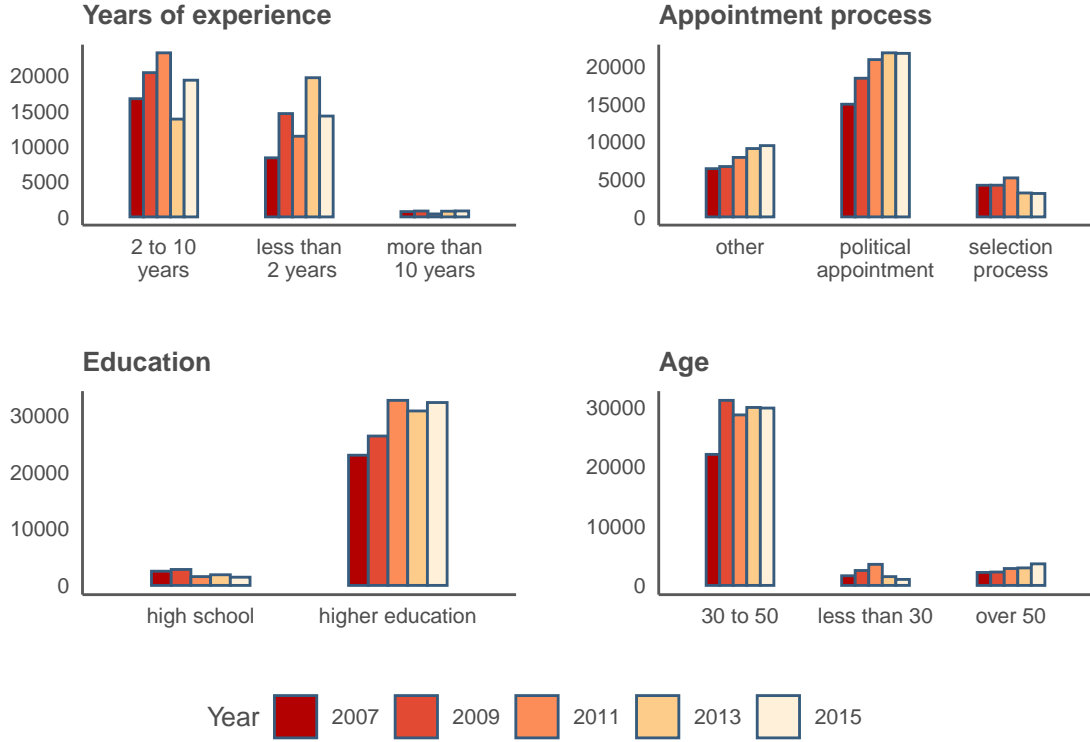 Years of experience
20000
15000
10000
5000
0
2 to 10
years
less than
2 years
more than
10 years
Appointment process
20000
15000
10000
5000
0
other
political
appointment
selection
process
Education
30000
20000
10000
0
high school
higher education
Age
30000
20000
10000
0
30 to 50
less than 30
over 50
Year
2007
2009
2011
2013
2015